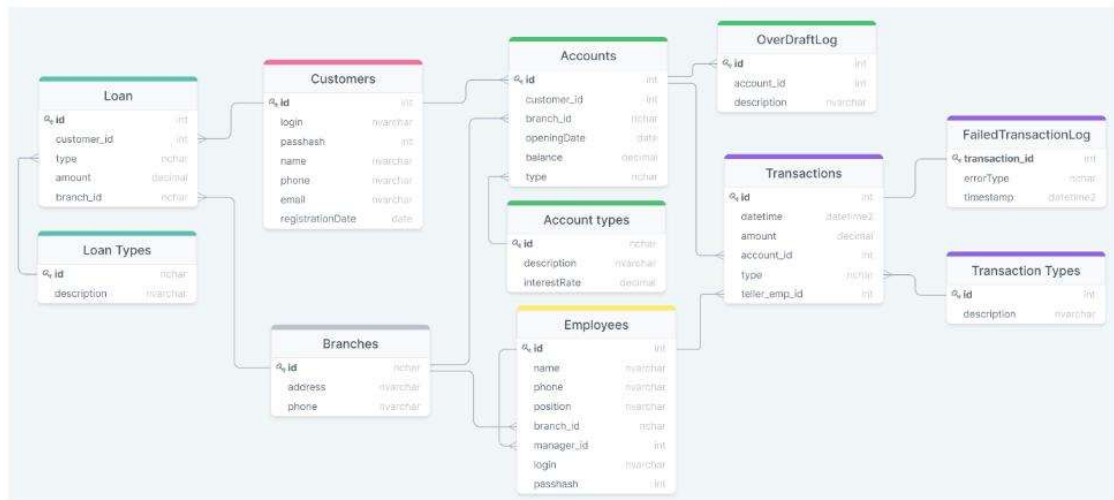 Loan
id int
customer_id int
type nchar
amount decimal
branch_id nchar
Loan Types
id nchar
description nvarchar
Customers
id int
login nvarchar
passhash int
name nvarchar
phone nvarchar
email nvarchar
registrationDate date
Branches
id nchar
address nvarchar
phone nvarchar
Accounts
id int
customer_id int
branch_id nchar
openingDate date
balance decimal
type nchar
Account types
id nchar
description nvarchar
interestRate decimal
Employees
id int
name nvarchar
phone nvarchar
position nvarchar
branch_id nchar
manager_id int
login nvarchar
passhash int
OverDraftLog
id int
account_id int
description nvarchar
Transactions
id int
datetime datetime2
amount decimal
account_id int
type nchar
teller_emp_id int
FailedTransactionLog
transaction_id int
errorType nchar
timestamp datetime2
Transaction Types
id int
description nvarchar